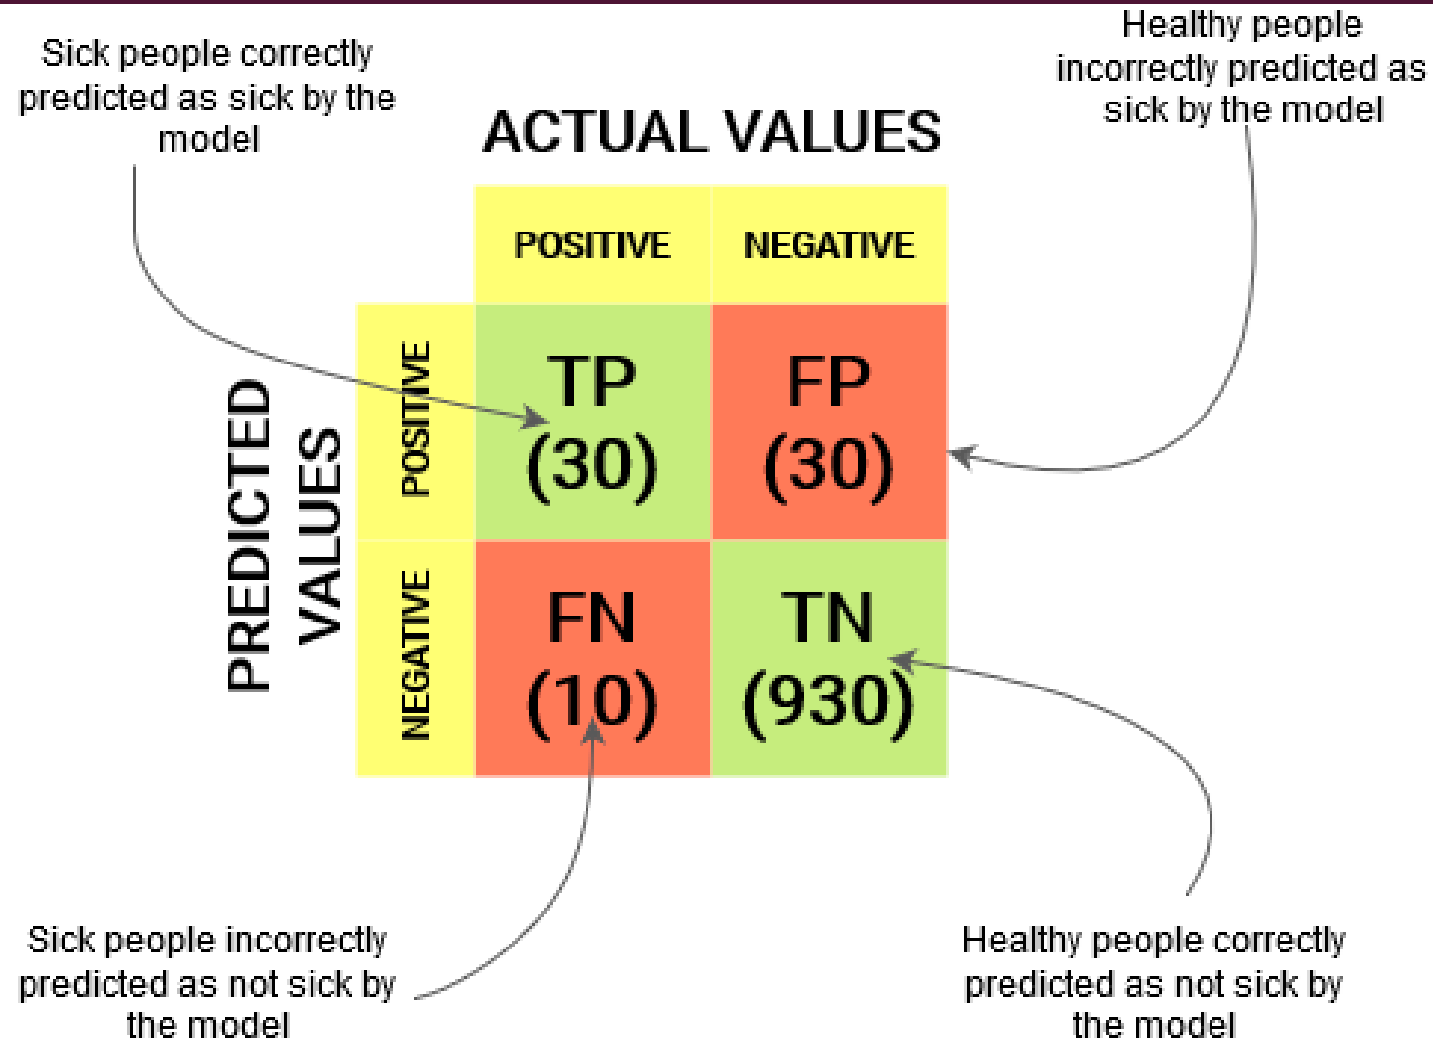 Sick people correctly
predicted as sick by the
model
Healthy people
incorrectly predicted as
sick by the model
ACTUAL VALUES
POSITIVE NEGATIVE
PREDICTED
VALUES
POSITIVE
TP
(30)
FP
(30)
NEGATIVE
FN
(10)
TN
(930)
Sick people incorrectly
predicted as not sick by
the model
Healthy people correctly
predicted as not sick by
the model